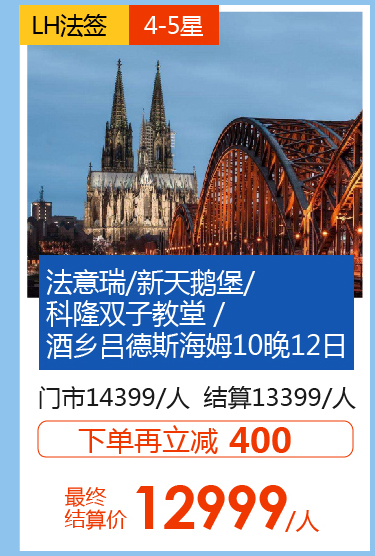 LH法签 4-5星
法意瑞/新天鹅堡/
科隆双子教堂 /
酒乡吕德斯海姆10晚12日
门市14399/人 结算13399/人
下单再立减 400
最终
结算价 12999/人